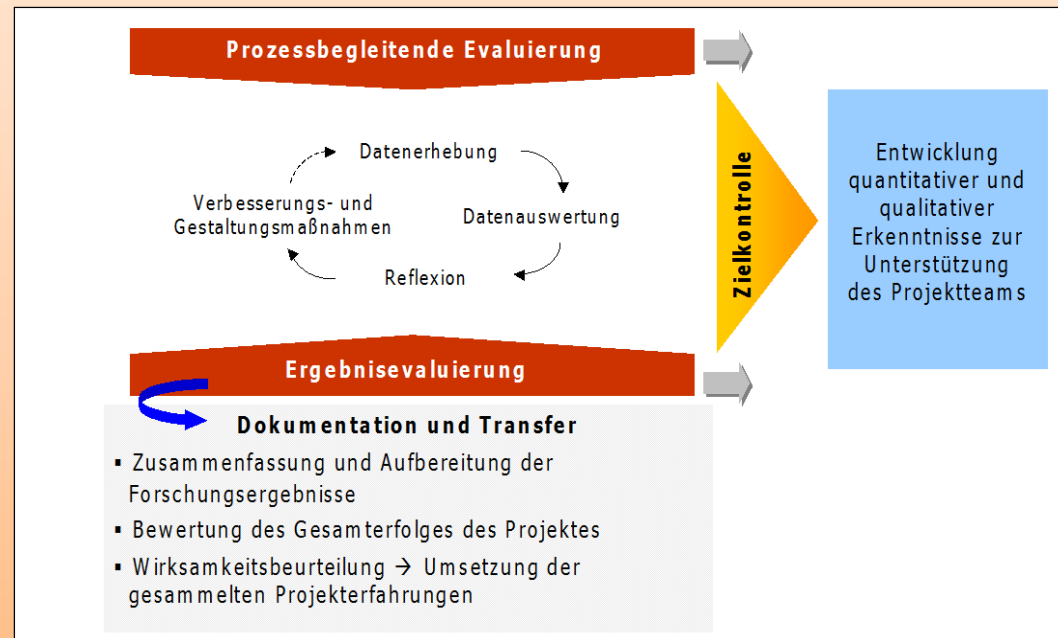 Prozessbegleitende Evaluierung
Datenerhebung
Verbesserungs- und
Gestaltungsmaßnahmen
Datenauswertung
Reflexion
Zielkontrolle
Entwicklung
quantitativer und
qualitativer
Erkenntnisse zur
Unterstützung
des Projektteams
Ergebnisevaluierung
Dokumentation und Transfer
▪ Zusammenfassung und Aufbereitung der
Forschungsergebnisse
▪ Bewertung des Gesamterfolges des Projektes
▪ Wirksamkeitsbeurteilung → Umsetzung der
gesammelten Projekterfahrungen